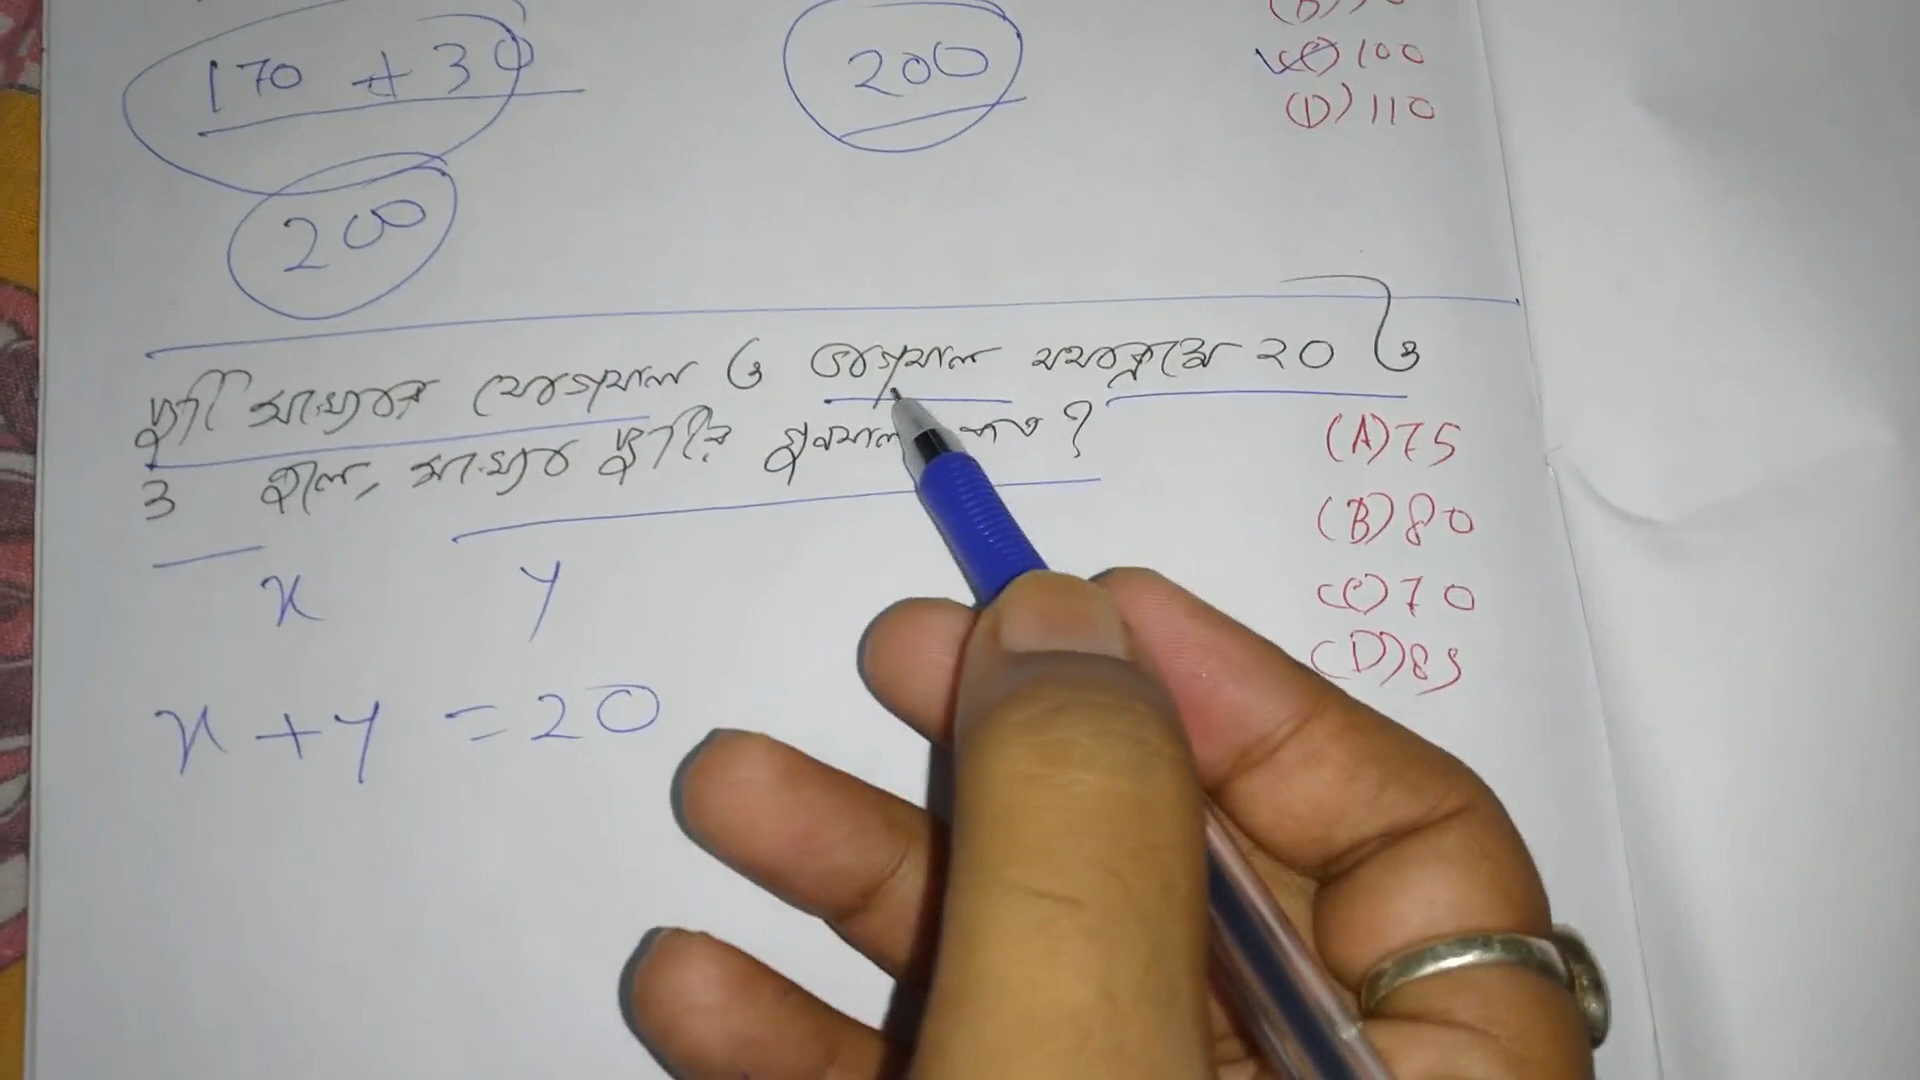 170 + 30
200
100
(D) 110
200
দুটি সংখ্যার যোগফল ও ভাগফল যথাক্রমে 20 ও
3 হলে, সংখ্যা দুটির গুণফল কত?
(A) 75
(B) 80
(C) 70
(D) 85
x y
x + y = 20